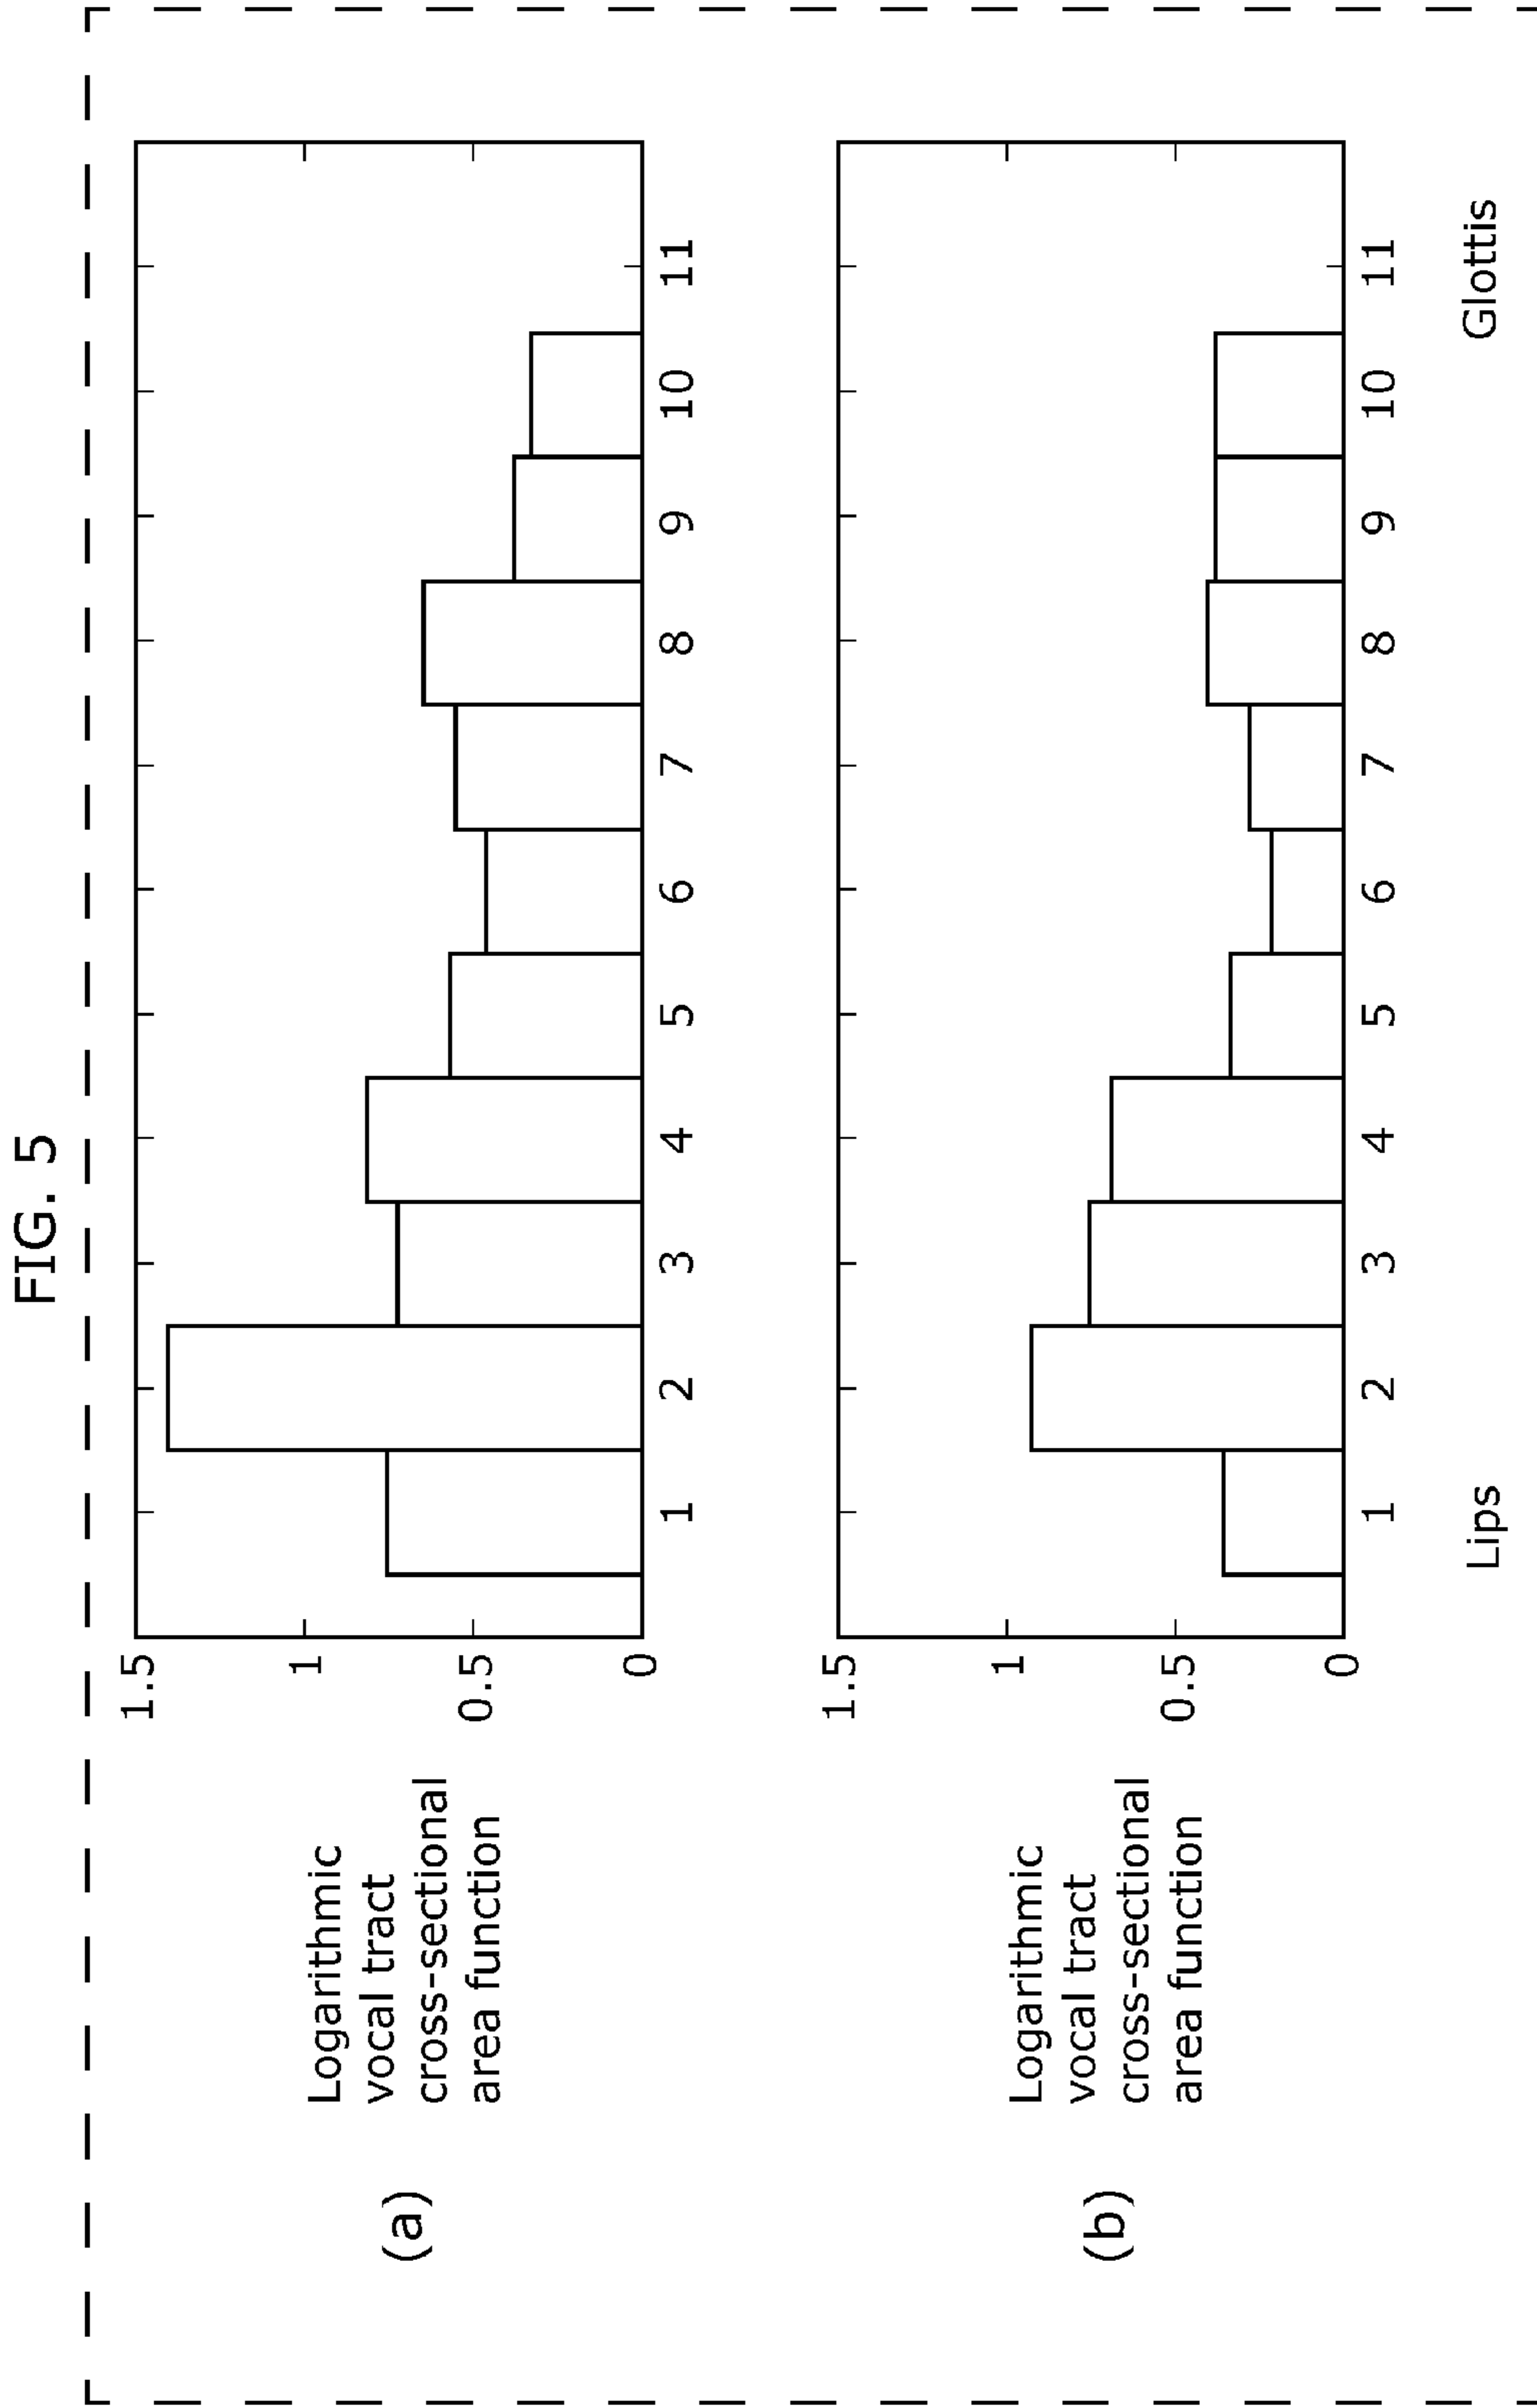 FIG. 5
(a)
Logarithmic
vocal tract
cross-sectional
area function
1.5
1
0.5
0
1 2 3 4 5 6 7 8 9 10 11
(b)
Logarithmic
vocal tract
cross-sectional
area function
1.5
1
0.5
0
1 2 3 4 5 6 7 8 9 10 11
Lips Glottis